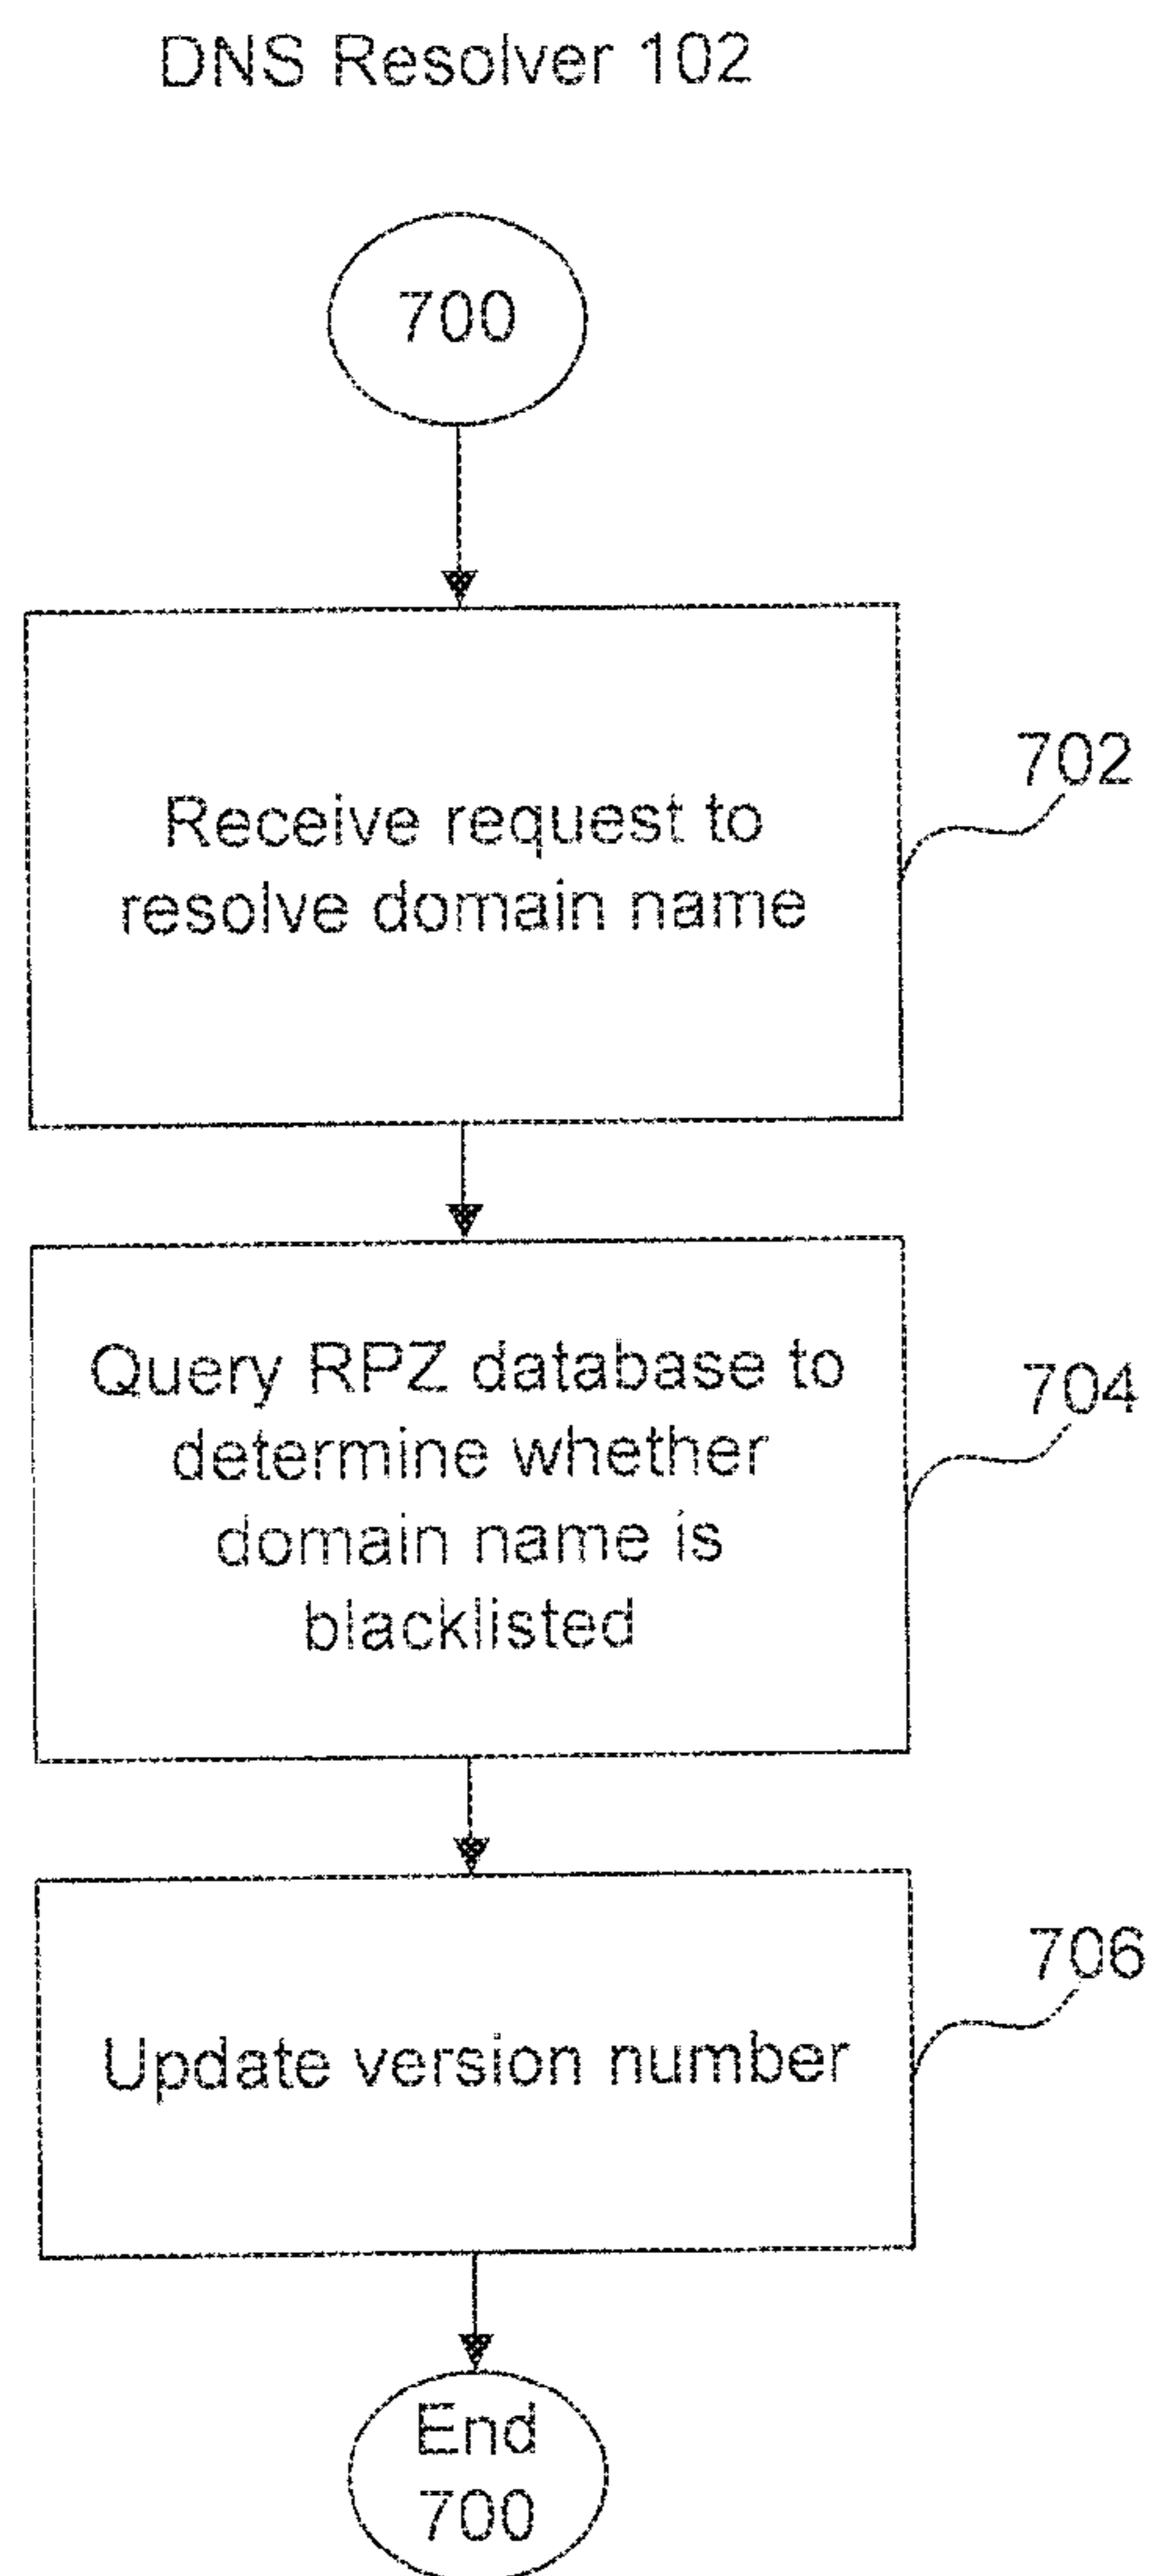 DNS Resolver 102
700
Receive request to
resolve domain name
702
Query RPZ database to
determine whether
domain name is
blacklisted
704
Update version number
706
End
700